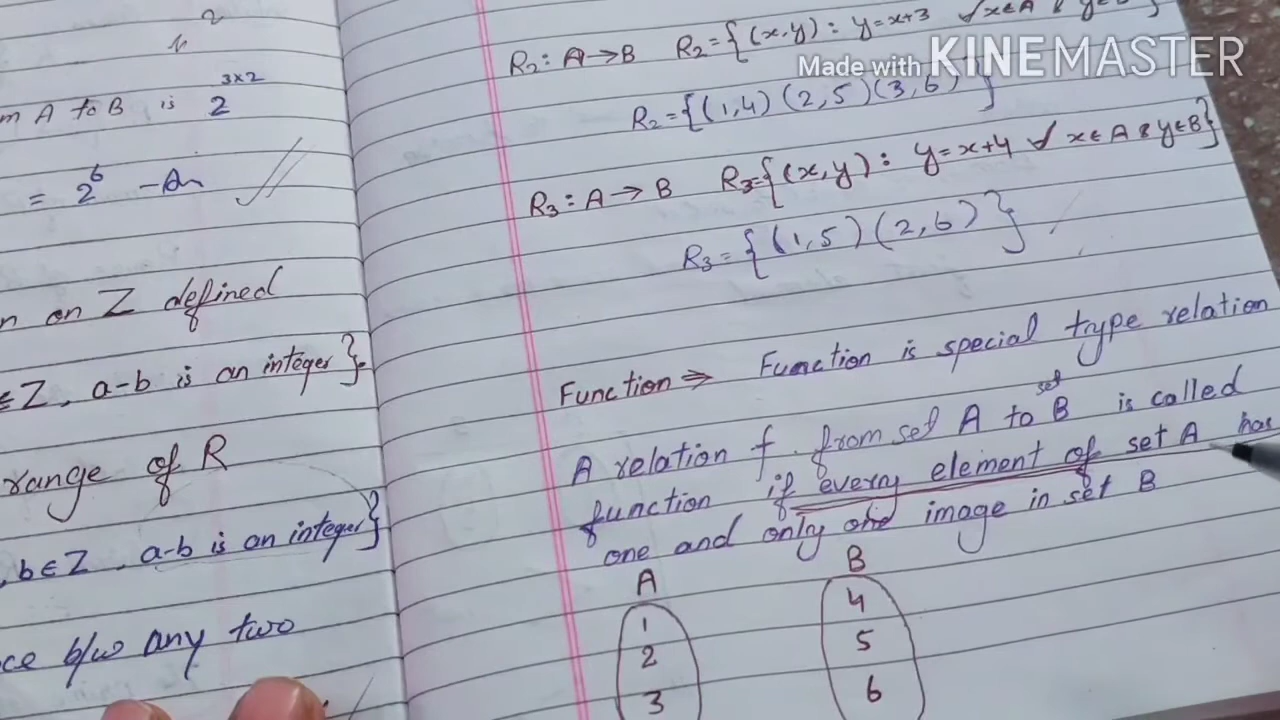 2
m A to B is 2^{3×2}
= 2^6 - An
n on Z defined
∈ Z, a-b is an integer}.
range of R
, b ∈ Z, a-b is an integer}
ce b/w any two
R2 : A → B R2 = { (x,y) : y = x+3 ∀ x ∈ A & y ∈
Made with KINEMASTER
R2 = {(1,4) (2,5) (3,6) }
R3 : A → B R3 = {(x,y) : y = x+4 ∀ x ∈ A & y ∈ B}
R3 = { (1,5) (2,6) }
Function ⇒ Function is special type relation
A relation f . from set A to set B is called
function if every element of set A has
one and only one image in set B
A B
1 4
2 5
3 6